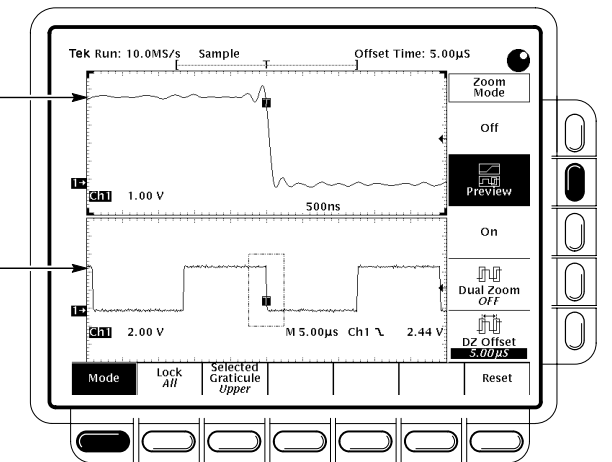 Tek Run: 10.0MS/s Sample Offset Time: 5.00µS
T
Zoom
Mode
T
Off
Preview
1
Ch1 1.00 V
500ns
On
Dual Zoom
OFF
T
1
Ch1 2.00 V M 5.00µs Ch1 2.44 V
DZ Offset
5.00µS
Mode
Lock
All
Selected
Graticule
Upper
Reset